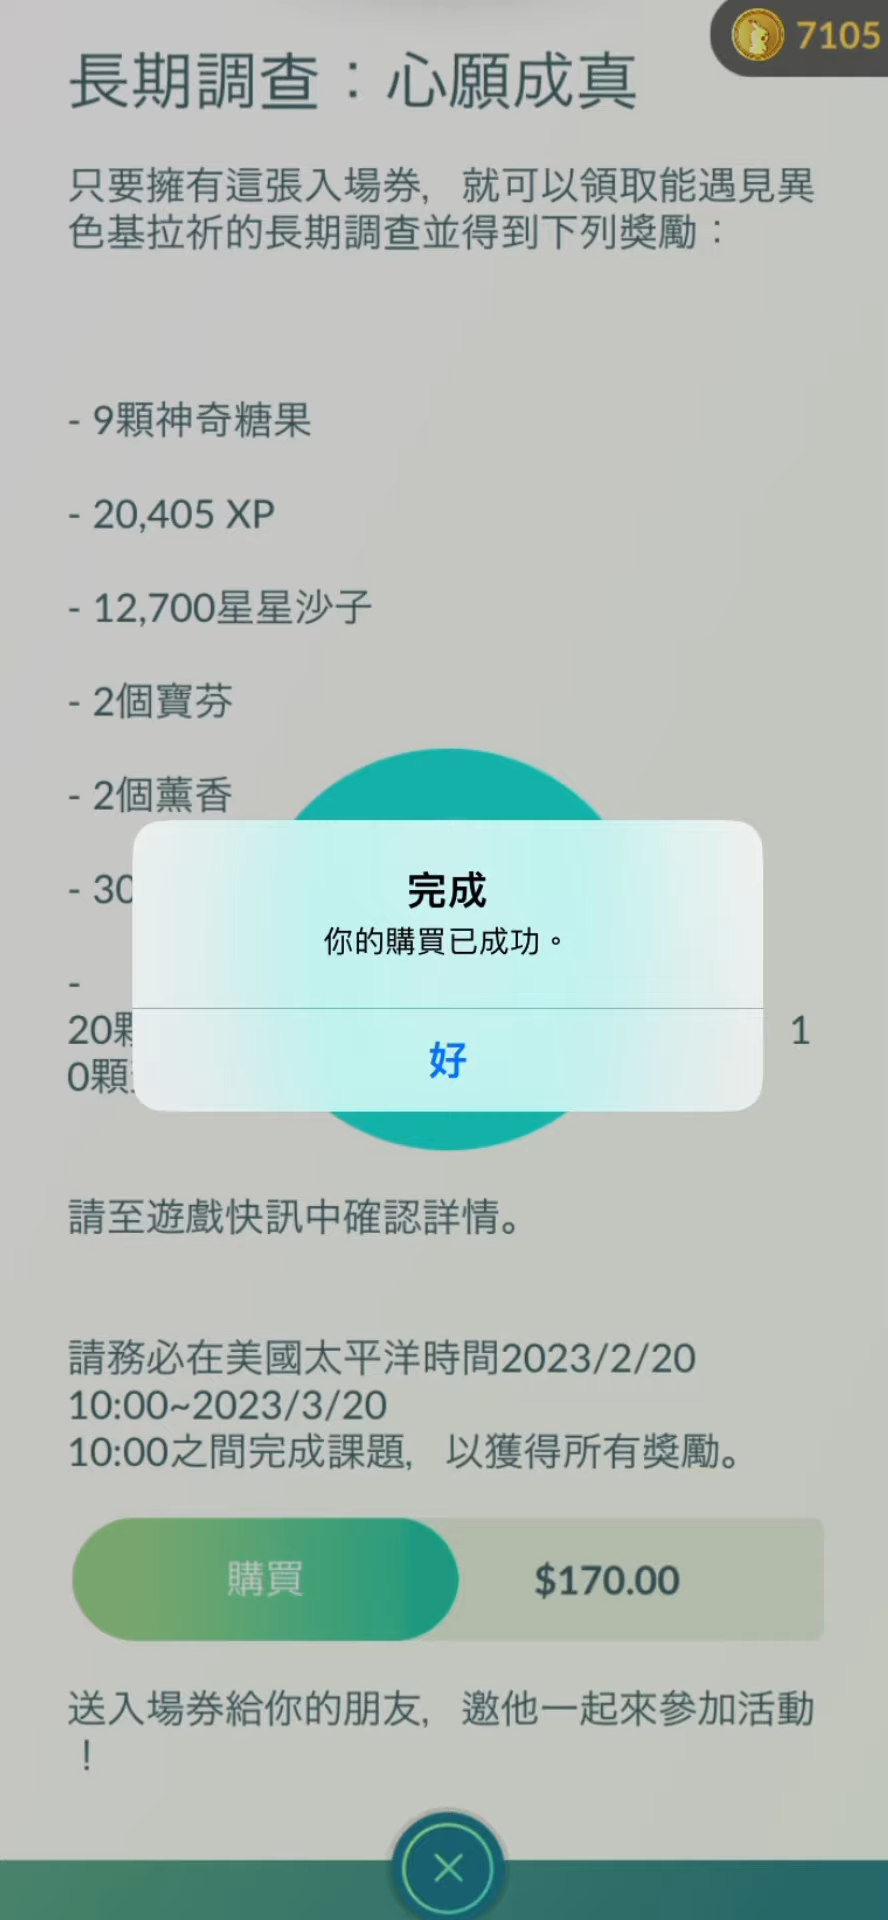 7105
長期調查：心願成真
只要擁有這張入場券，就可以領取能遇見異
色基拉祈的長期調查並得到下列獎勵：
- 9顆神奇糖果
- 20,405 XP
- 12,700星星沙子
- 2個寶芬
- 2個薰香
- 30
完成
你的購買已成功。
-
20顆 1
好
0顆
請至遊戲快訊中確認詳情。
請務必在美國太平洋時間2023/2/20
10:00~2023/3/20
10:00之間完成課題，以獲得所有獎勵。
購買 $170.00
送入場券給你的朋友，邀他一起來參加活動
！